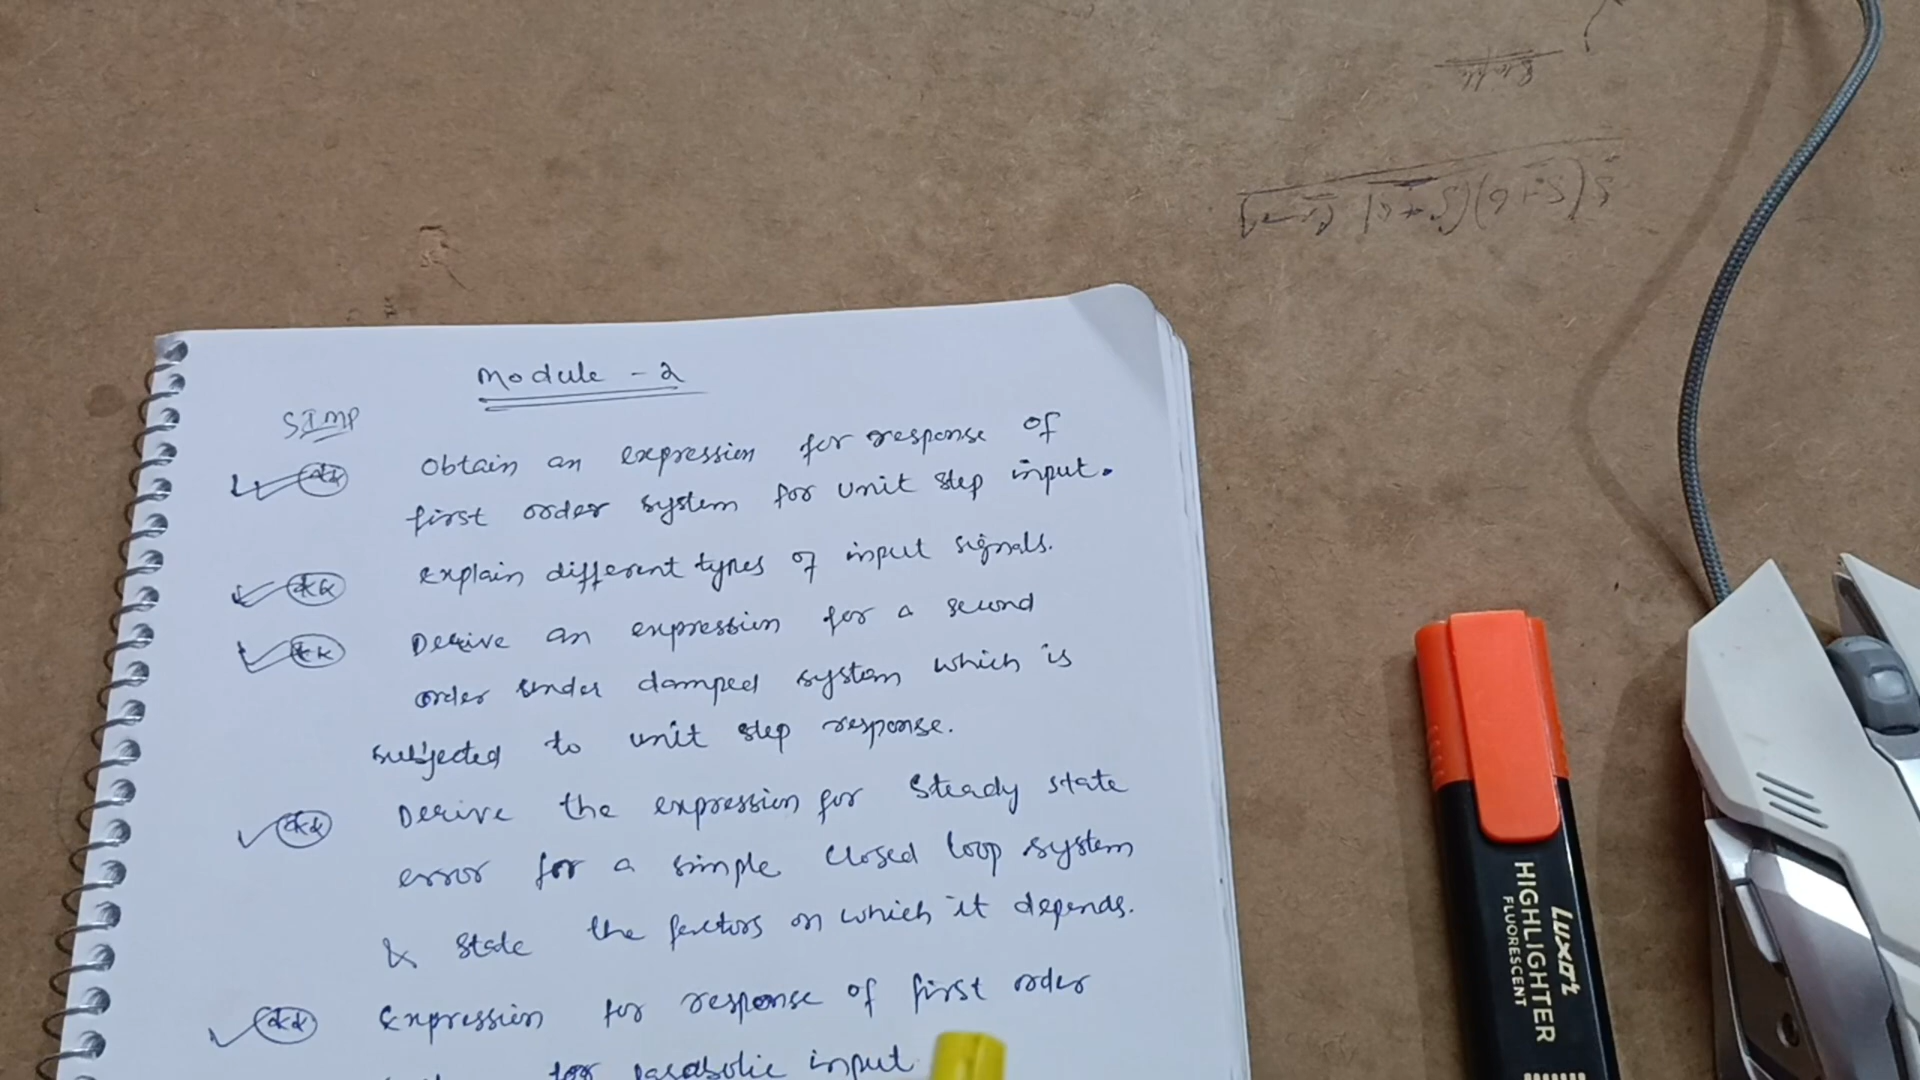 Module - 2
SIMP
Obtain an expression for response of
first order system for unit step input.
Explain different types of input signals.
Derive an expression for a second
order under damped system which is
subjected to unit step response.
Derive the expression for steady state
error for a simple closed loop system
& state the factors on which it depends.
Expression for response of first order
for parabolic input
Luxor
HIGHLIGHTER
FLUORESCENT